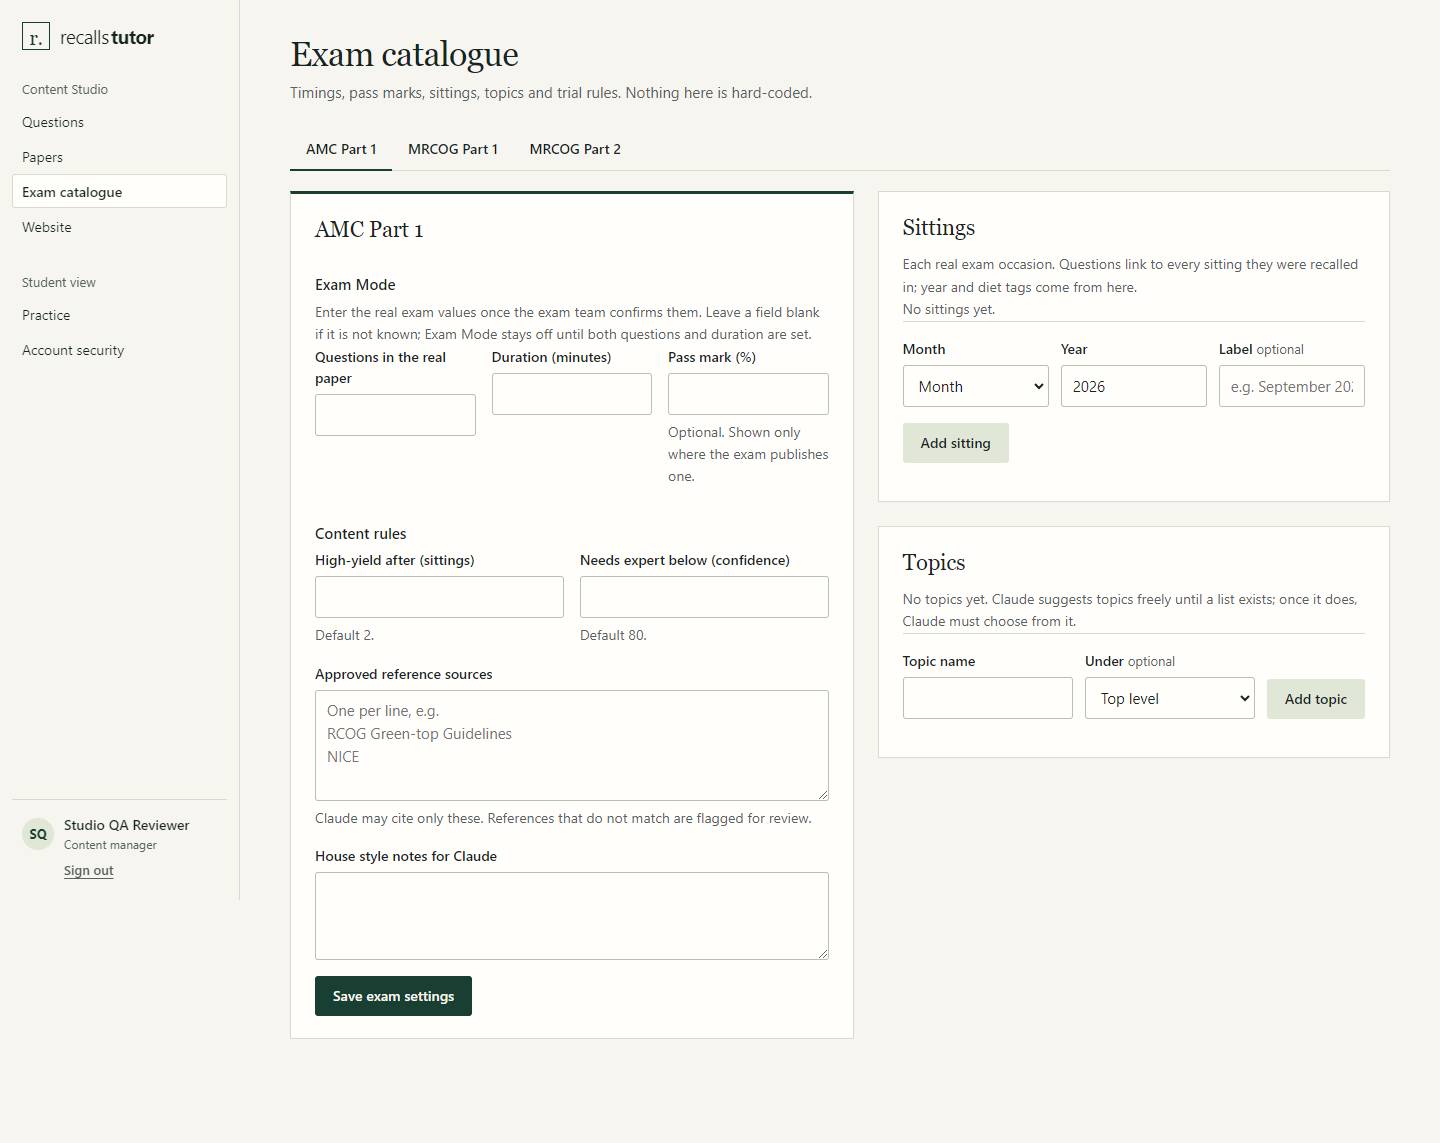 r. recallstutor
Content Studio
Questions
Papers
Exam catalogue
Website
Student view
Practice
Account security
SQ
Studio QA Reviewer
Content manager
Sign out
Exam catalogue
Timings, pass marks, sittings, topics and trial rules. Nothing here is hard-coded.
AMC Part 1 MRCOG Part 1 MRCOG Part 2
AMC Part 1
Exam Mode
Enter the real exam values once the exam team confirms them. Leave a field blank
if it is not known; Exam Mode stays off until both questions and duration are set.
Questions in the real
paper
Duration (minutes)
Pass mark (%)
Optional. Shown only
where the exam publishes
one.
Content rules
High-yield after (sittings)
Default 2.
Needs expert below (confidence)
Default 80.
Approved reference sources
One per line, e.g.
RCOG Green-top Guidelines
NICE
Claude may cite only these. References that do not match are flagged for review.
House style notes for Claude
Save exam settings
Sittings
Each real exam occasion. Questions link to every sitting they were recalled
in; year and diet tags come from here.
No sittings yet.
Month
Month
Year
2026
Label optional
e.g. September 202
Add sitting
Topics
No topics yet. Claude suggests topics freely until a list exists; once it does,
Claude must choose from it.
Topic name
Under optional
Top level
Add topic